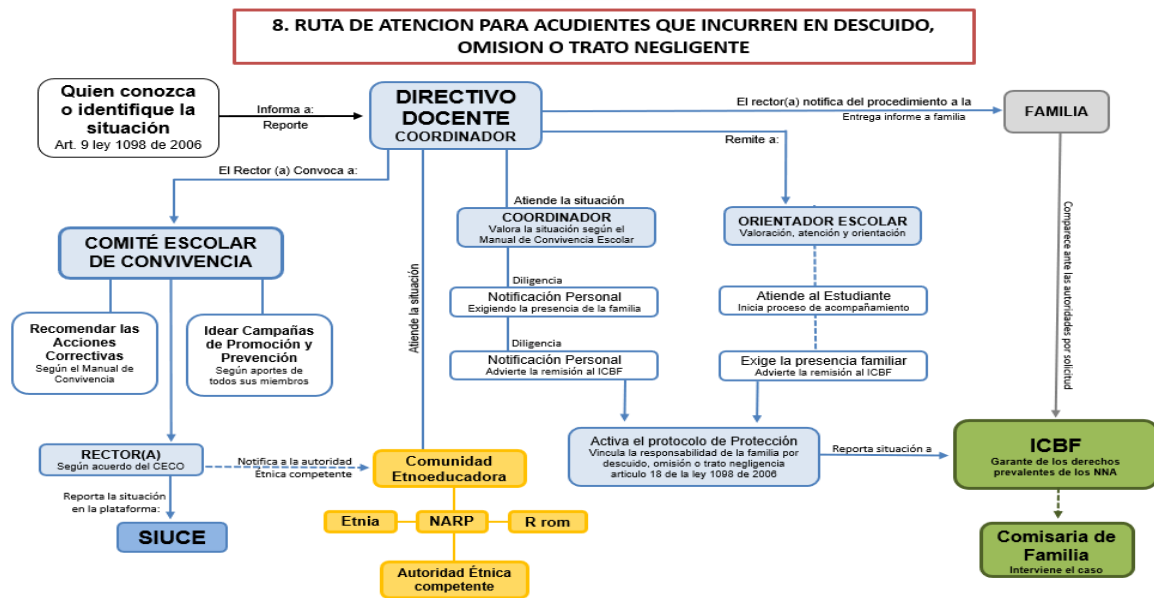 8. RUTA DE ATENCION PARA ACUDIENTES QUE INCURREN EN DESCUIDO,
OMISION O TRATO NEGLIGENTE
Quien conozca
o identifique la
situación
Art. 9 ley 1098 de 2006
Informa a:
Reporte
DIRECTIVO
DOCENTE
COORDINADOR
El rector(a) notifica del procedimiento a la
Entrega informe a familia
FAMILIA
Remite a:
El Rector (a) Convoca a:
Atiende la situación
COMITÉ ESCOLAR
DE CONVIVENCIA
Atiende la situación
COORDINADOR
Valora la situación según el
Manual de Convivencia Escolar
ORIENTADOR ESCOLAR
Valoración, atención y orientación
Comparece ante las autoridades por solicitud
Diligencia
Notificación Personal
Exigiendo la presencia de la familia
Atiende al Estudiante
Inicia proceso de acompañamiento
Recomendar las
Acciones
Correctivas
Según el Manual de
Convivencia
Idear Campañas
de Promoción y
Prevención
Según aportes de
todos sus miembros
Diligencia
Notificación Personal
Advierte la remisión al ICBF
Exige la presencia familiar
Advierte la remisión al ICBF
RECTOR(A)
Según acuerdo del CECO
Notifica a la autoridad
Étnica competente
Comunidad
Etnoeducadora
Activa el protocolo de Protección
Vincula la responsabilidad de la familia por
descuido, omisión o trato negligencia
articulo 18 de la ley 1098 de 2006
Reporta situación a
ICBF
Garante de los derechos
prevalentes de los NNA
Reporta la situación
en la plataforma:
SIUCE
Etnia
NARP
R rom
Autoridad Étnica
competente
Comisaria de
Familia
Interviene el caso